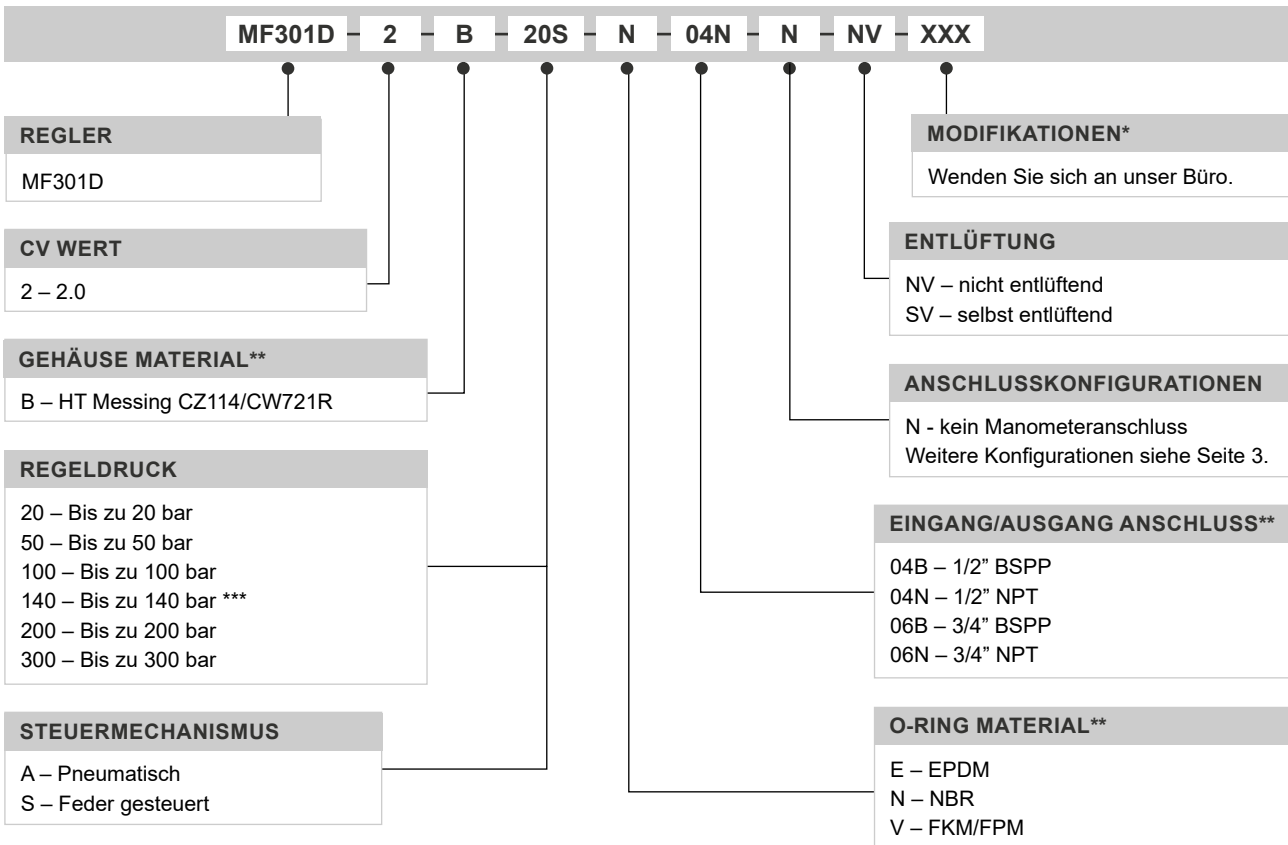 MF301D – 2 – B – 20S – N – 04N – N – NV – XXX
REGLER
MF301D
CV WERT
2 – 2.0
GEHÄUSE MATERIAL**
B – HT Messing CZ114/CW721R
REGELDRUCK
20 – Bis zu 20 bar
50 – Bis zu 50 bar
100 – Bis zu 100 bar
140 – Bis zu 140 bar ***
200 – Bis zu 200 bar
300 – Bis zu 300 bar
STEUERMECHANISMUS
A – Pneumatisch
S – Feder gesteuert
MODIFIKATIONEN*
Wenden Sie sich an unser Büro.
ENTLÜFTUNG
NV – nicht entlüftend
SV – selbst entlüftend
ANSCHLUSSKONFIGURATIONEN
N - kein Manometeranschluss
Weitere Konfigurationen siehe Seite 3.
EINGANG/AUSGANG ANSCHLUSS**
04B – 1/2” BSPP
04N – 1/2” NPT
06B – 3/4” BSPP
06N – 3/4” NPT
O-RING MATERIAL**
E – EPDM
N – NBR
V – FKM/FPM